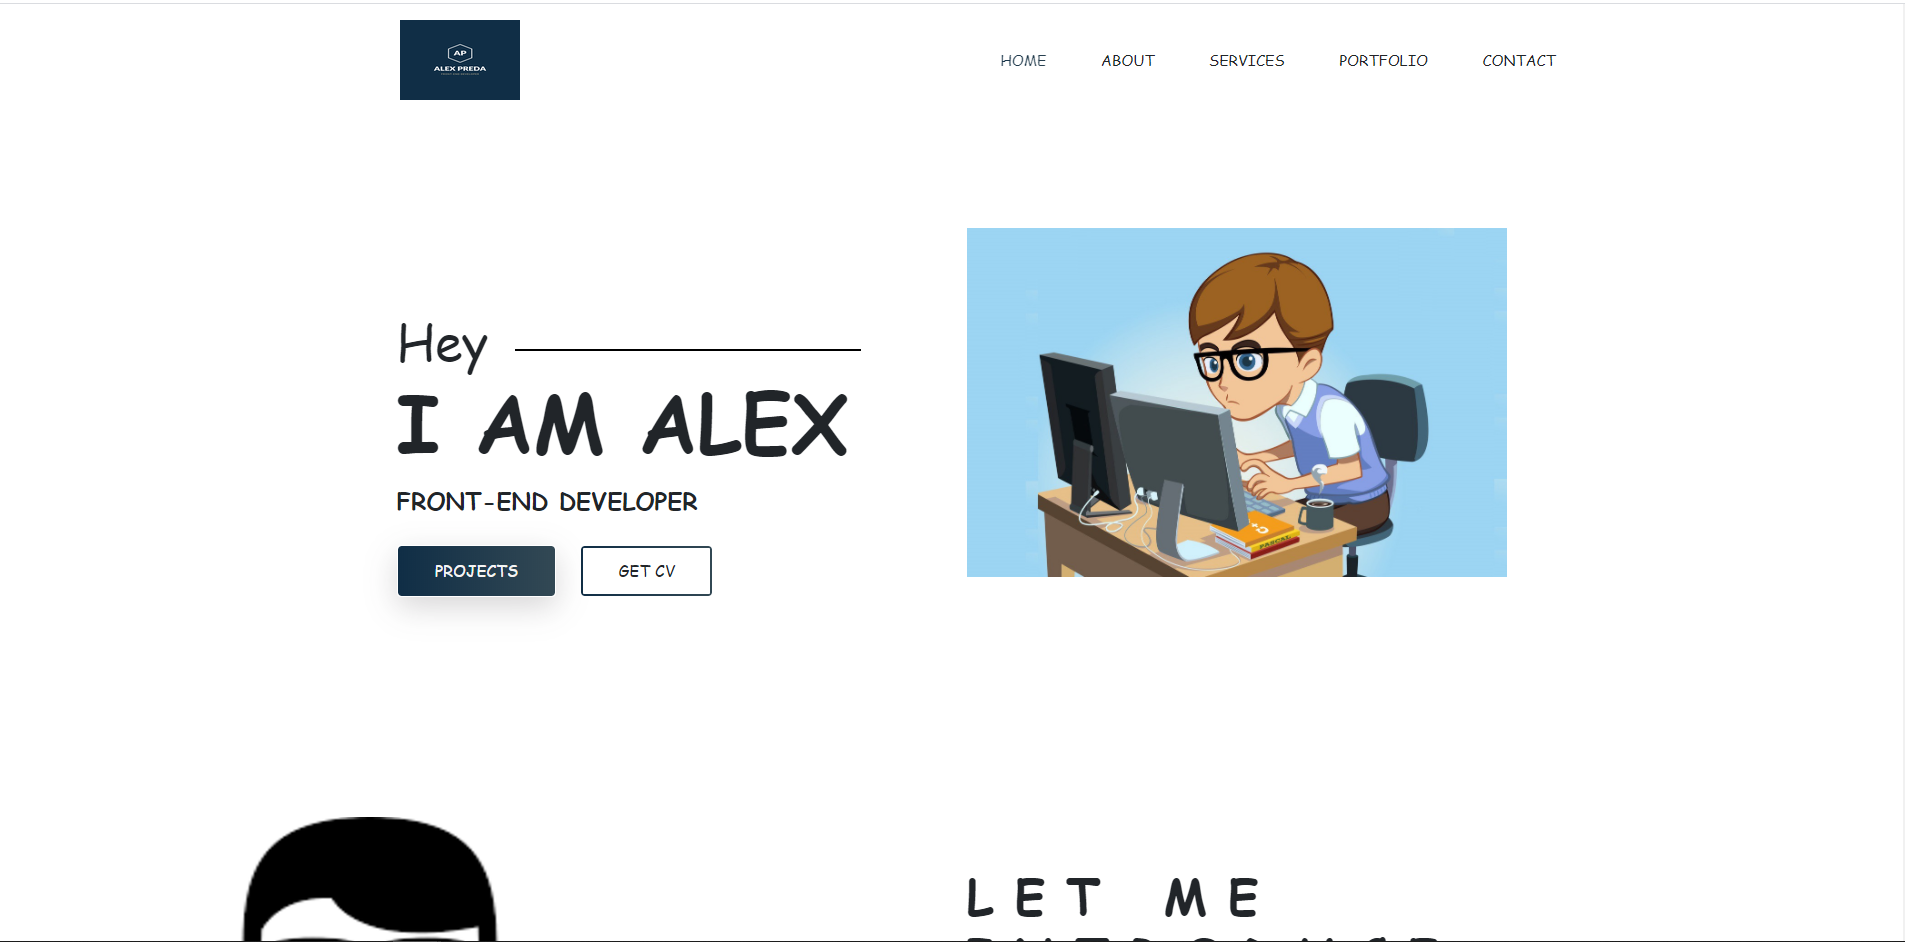 AP
ALEX PREDA
HOME
ABOUT
SERVICES
PORTFOLIO
CONTACT
Hey
I AM ALEX
FRONT-END DEVELOPER
PROJECTS
GET CV
PASCAL
LET ME